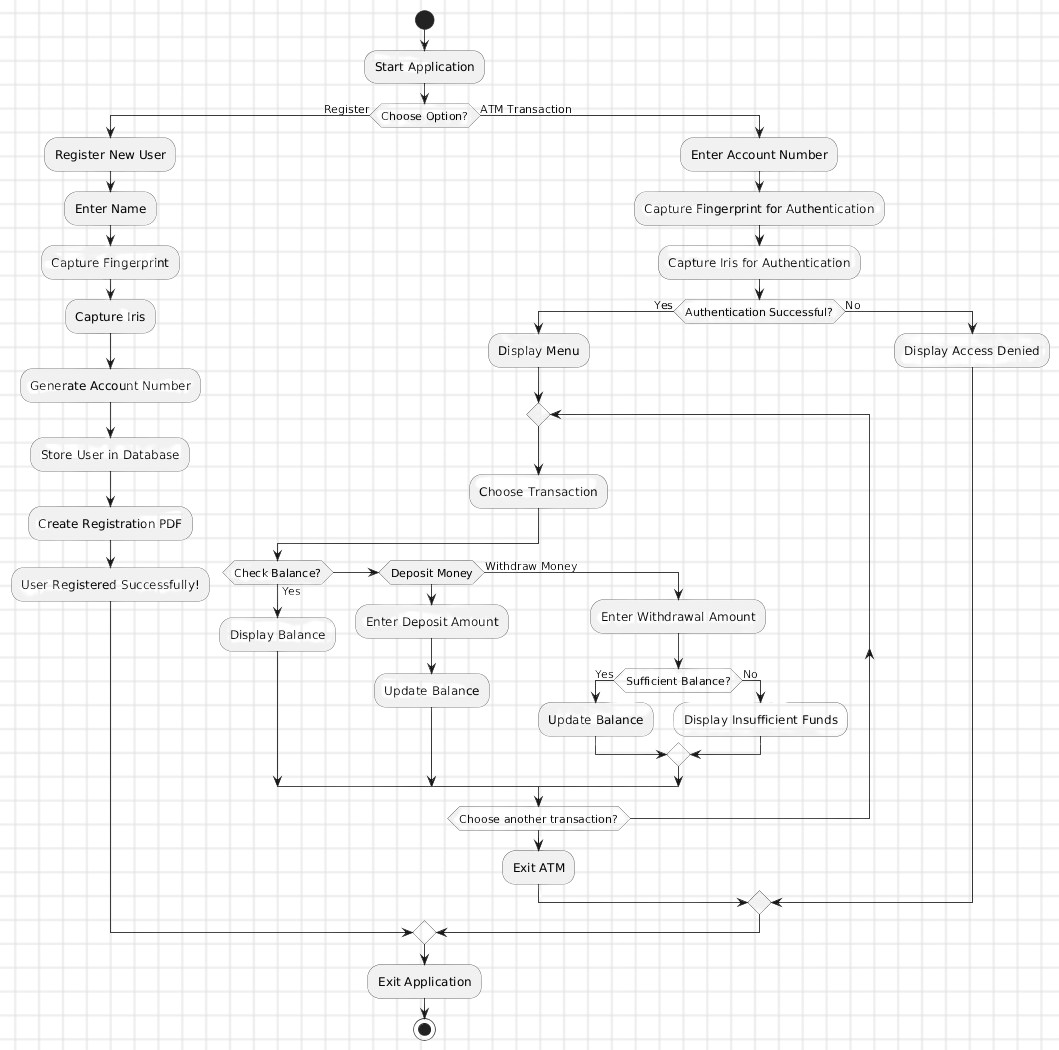 Start Application
Register
Choose Option?
ATM Transaction
Register New User
Enter Name
Capture Fingerprint
Capture Iris
Generate Account Number
Store User in Database
Create Registration PDF
User Registered Successfully!
Enter Account Number
Capture Fingerprint for Authentication
Capture Iris for Authentication
Yes
Authentication Successful?
No
Display Menu
Display Access Denied
Choose Transaction
Check Balance?
Yes
Display Balance
Deposit Money
Enter Deposit Amount
Update Balance
Withdraw Money
Enter Withdrawal Amount
Yes
Sufficient Balance?
No
Update Balance
Display Insufficient Funds
Choose another transaction?
Exit ATM
Exit Application